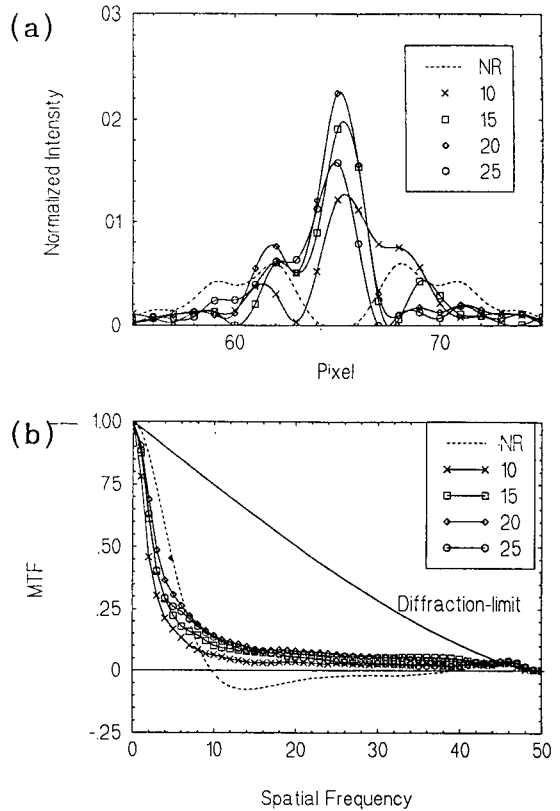 (a)
03
02
01
0
Normalized Intensity
60
70
Pixel
NR
10
15
20
25
(b)
1.00
.75
.50
.25
0
-.25
MTF
0
10
20
30
40
50
Spatial Frequency
NR
10
15
20
25
Diffraction-limit